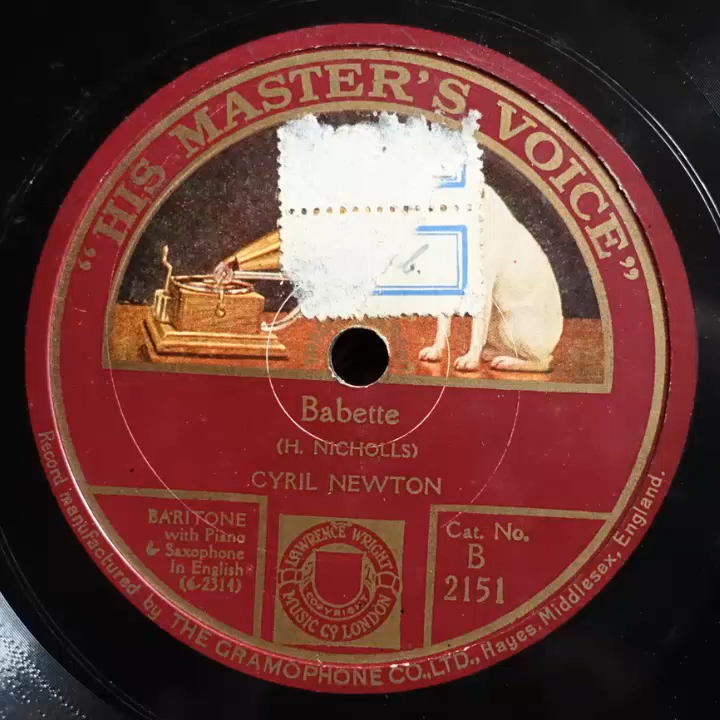 "HIS MASTER'S VOICE"
Babette
(H. NICHOLLS)
CYRIL NEWTON
BARITONE
with Piano
& Saxophone
In English
(6-2314)
LAWRENCE WRIGHT
COPYRIGHT
MUSIC Co LONDON
Cat. No.
B
2151
Record manufactured by THE GRAMOPHONE CO., LTD., Hayes, Middlesex, England.